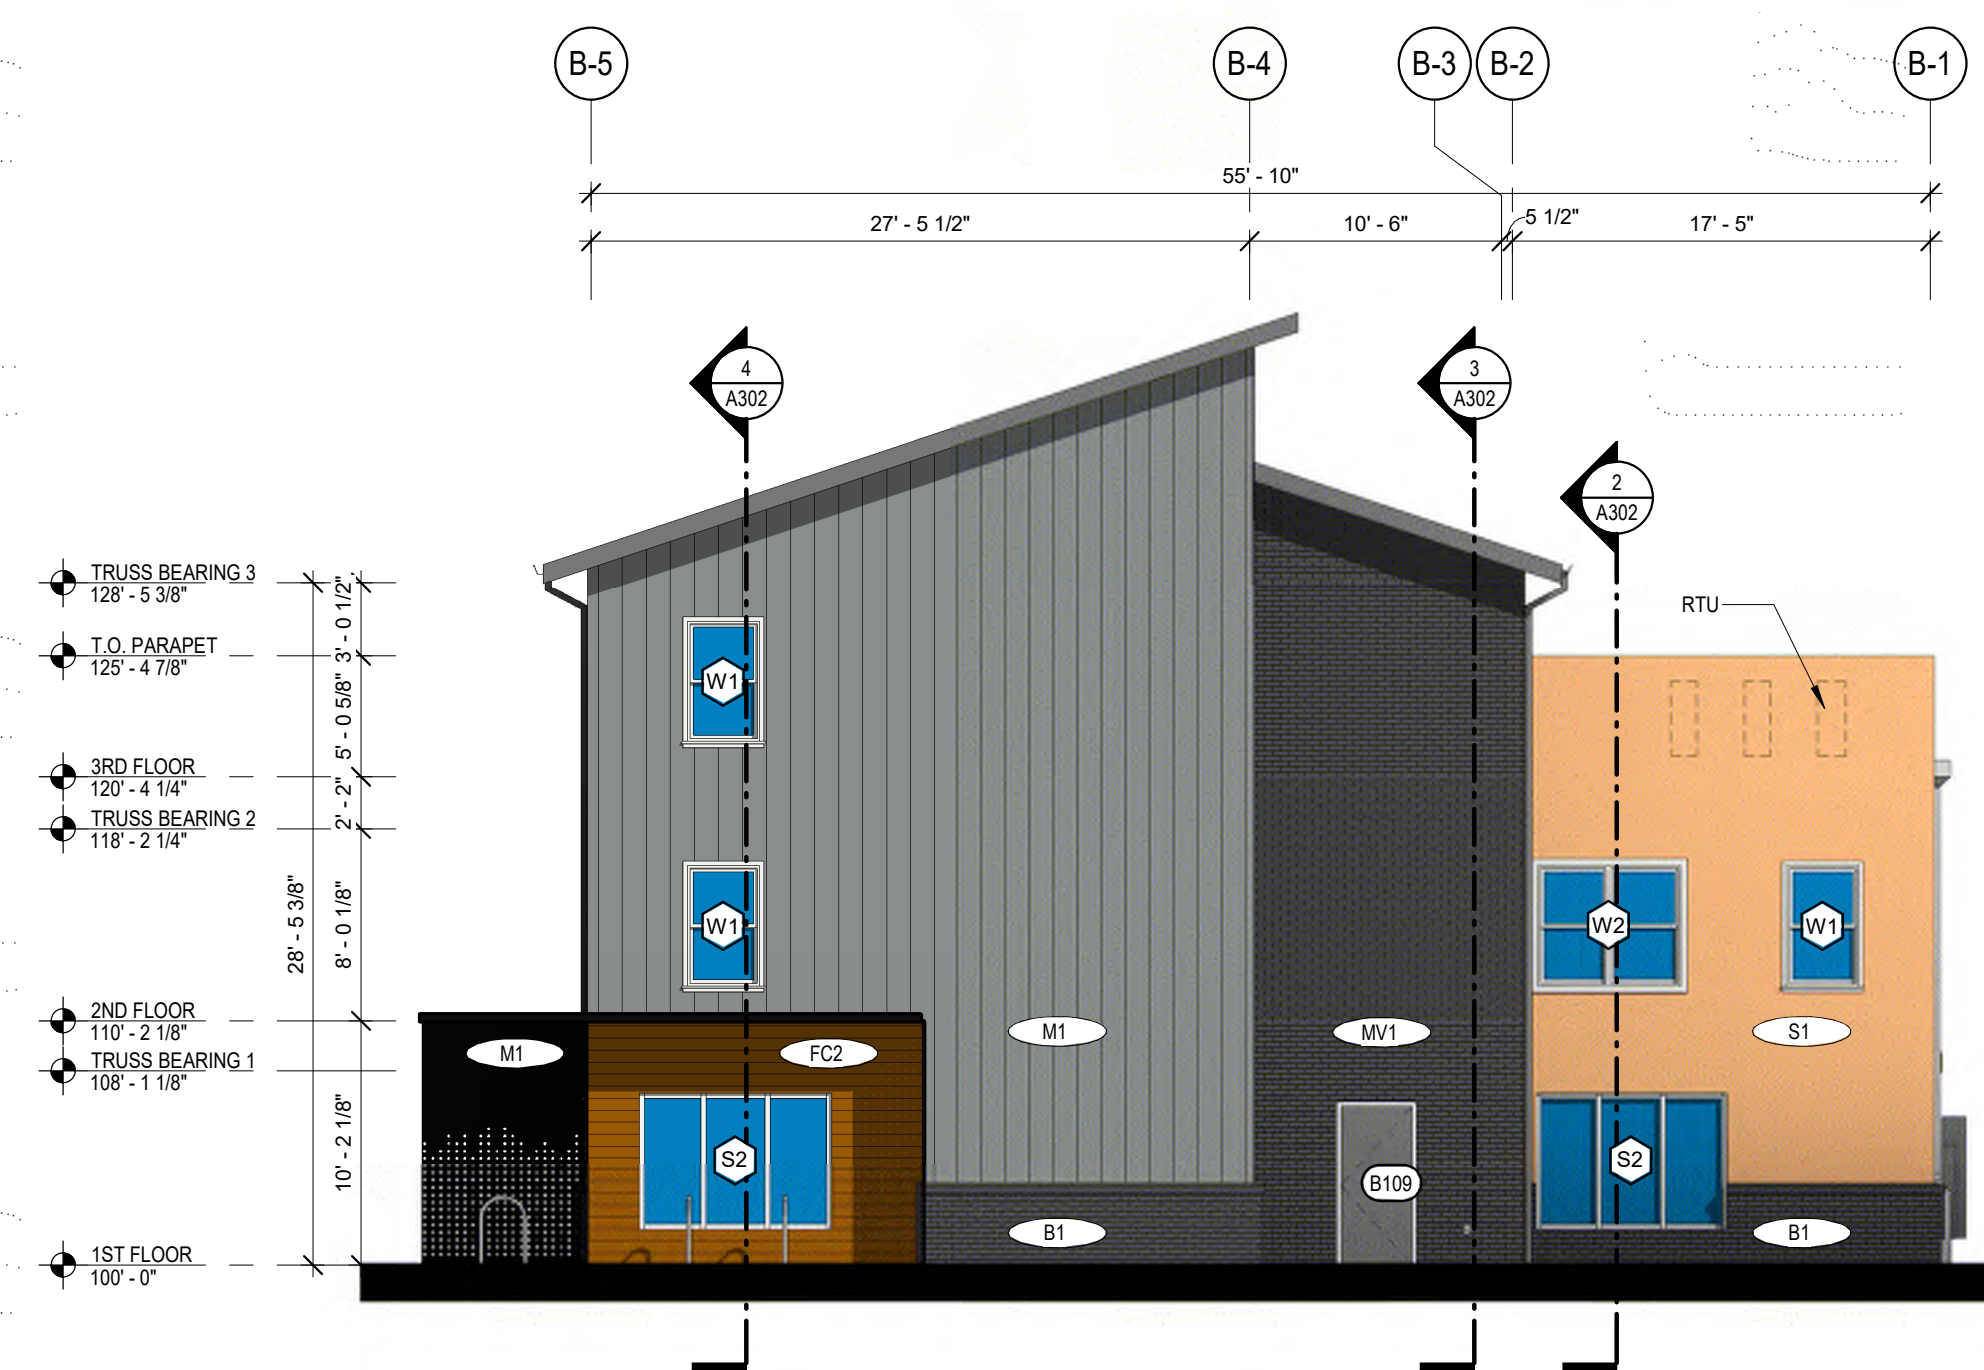 B-5 B-4 B-3 B-2 B-1
55' - 10"
27' - 5 1/2" 10' - 6" 5 1/2" 17' - 5"
4
A302
3
A302
2
A302
TRUSS BEARING 3
128' - 5 3/8"
T.O. PARAPET
125' - 4 7/8"
3RD FLOOR
120' - 4 1/4"
TRUSS BEARING 2
118' - 2 1/4"
2ND FLOOR
110' - 2 1/8"
TRUSS BEARING 1
108' - 1 1/8"
1ST FLOOR
100' - 0"
28' - 5 3/8"
3' - 0 1/2"
5' - 0 5/8"
2' - 2"
8' - 0 1/8"
10' - 2 1/8"
RTU
W1
W1 W2 W1
M1 FC2 M1 MV1 S1
S2 S2
B109
B1 B1